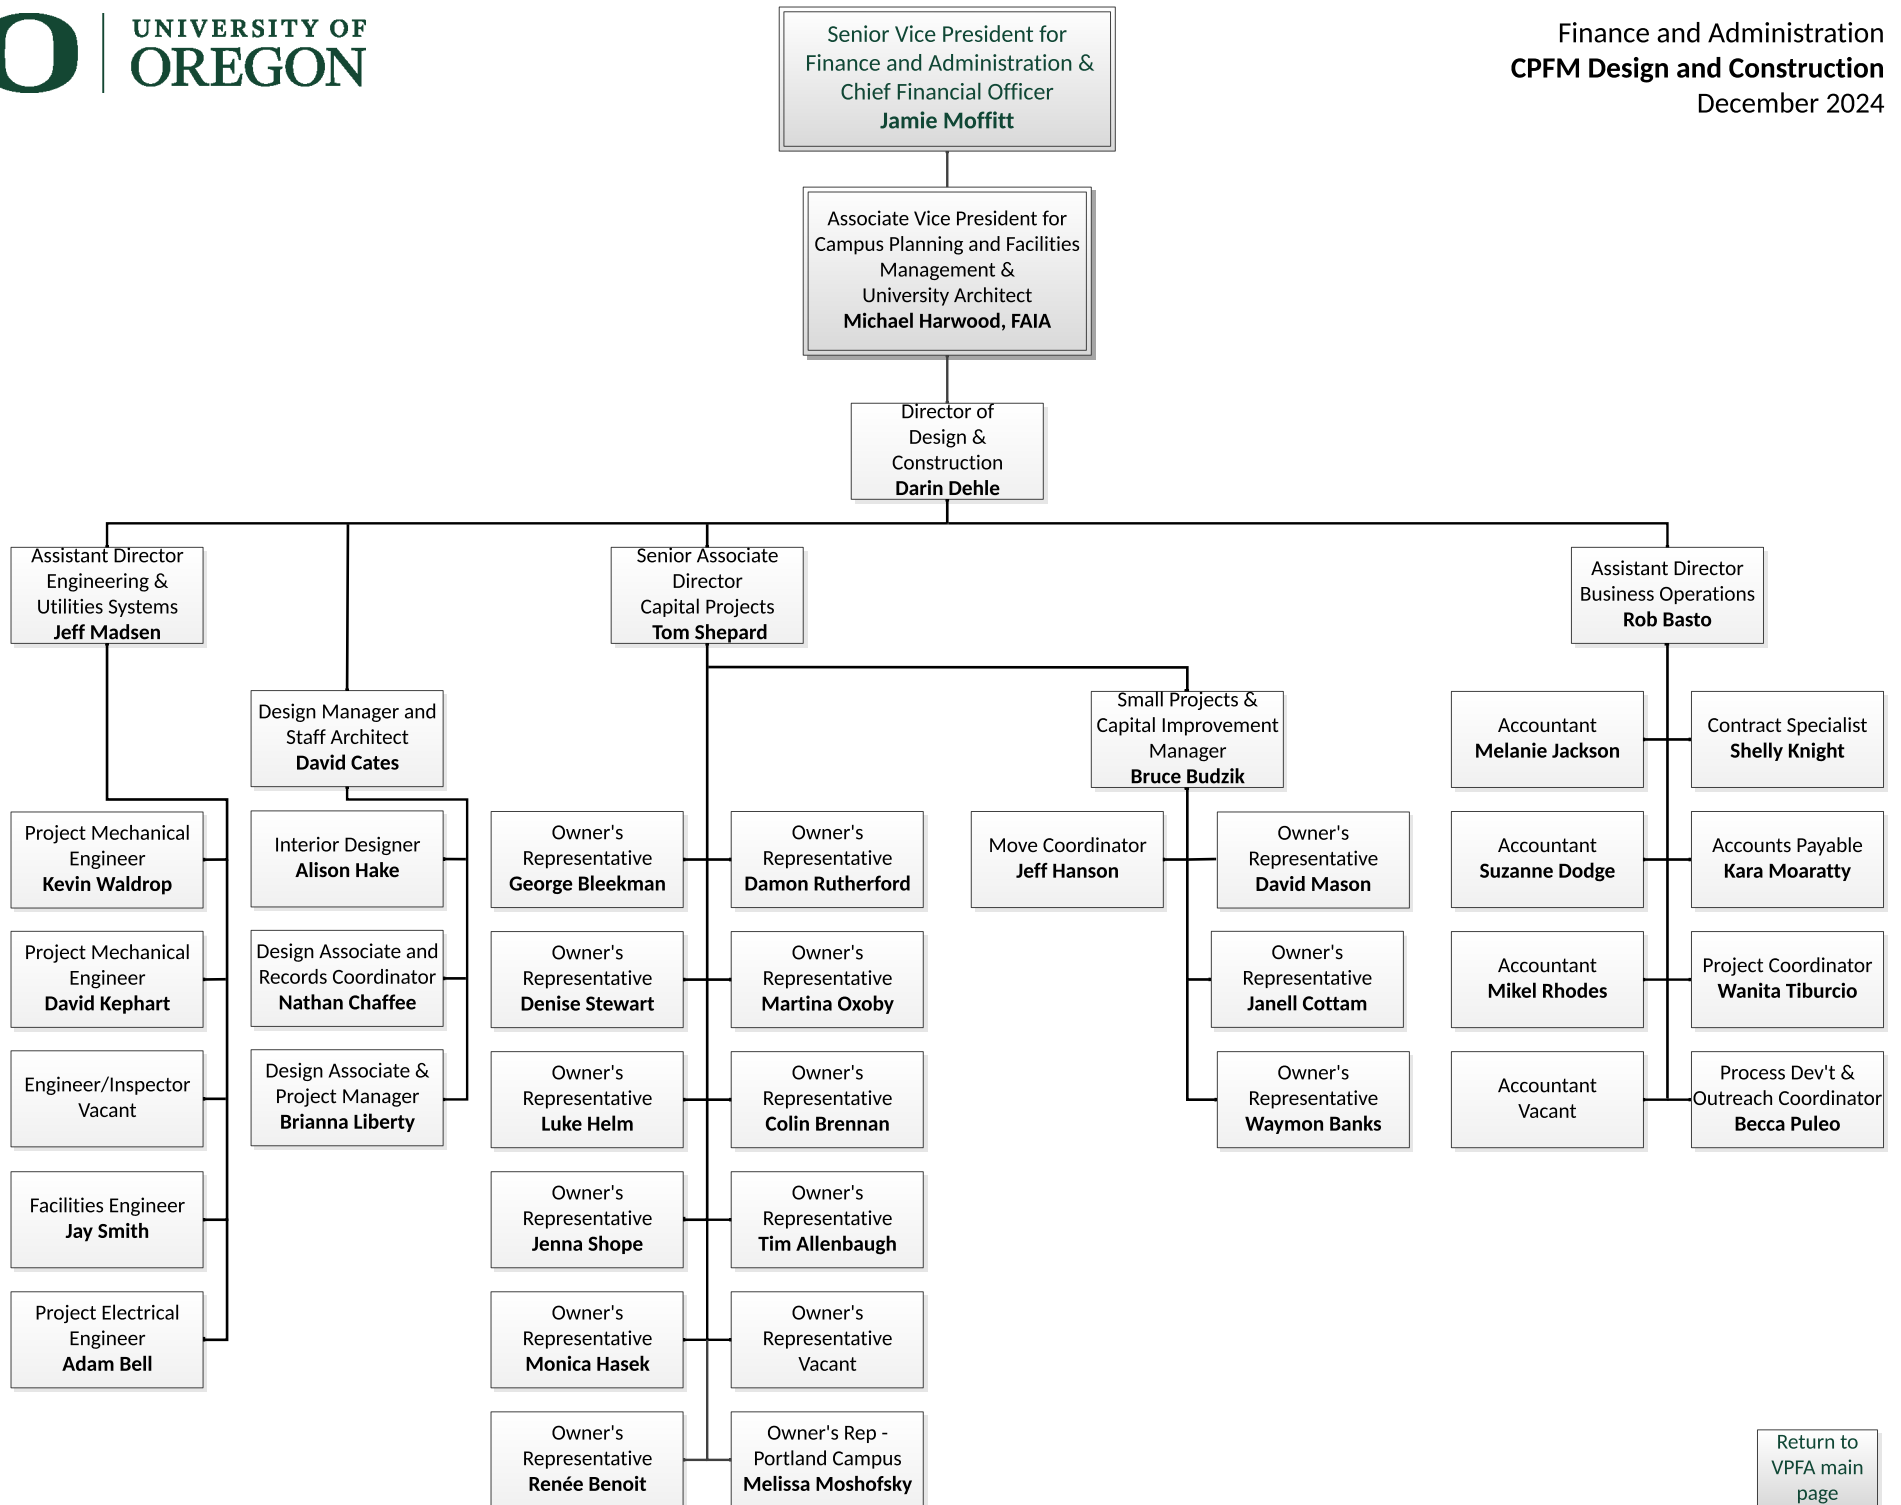 UNIVERSITY OF
OREGON
Finance and Administration
CPFM Design and Construction
December 2024
Senior Vice President for
Finance and Administration &
Chief Financial Officer
Jamie Moffitt
Associate Vice President for
Campus Planning and Facilities
Management &
University Architect
Michael Harwood, FAIA
Director of
Design &
Construction
Darin Dehle
Assistant Director
Engineering &
Utilities Systems
Jeff Madsen
Senior Associate
Director
Capital Projects
Tom Shepard
Assistant Director
Business Operations
Rob Basto
Design Manager and
Staff Architect
David Cates
Small Projects &
Capital Improvement
Manager
Bruce Budzik
Accountant
Melanie Jackson
Contract Specialist
Shelly Knight
Project Mechanical
Engineer
Kevin Waldrop
Interior Designer
Alison Hake
Owner's
Representative
George Bleekman
Owner's
Representative
Damon Rutherford
Move Coordinator
Jeff Hanson
Owner's
Representative
David Mason
Accountant
Suzanne Dodge
Accounts Payable
Kara Moaratty
Project Mechanical
Engineer
David Kephart
Design Associate and
Records Coordinator
Nathan Chaffee
Owner's
Representative
Denise Stewart
Owner's
Representative
Martina Oxoby
Owner's
Representative
Janell Cottam
Accountant
Mikel Rhodes
Project Coordinator
Wanita Tiburcio
Engineer/Inspector
Vacant
Design Associate &
Project Manager
Brianna Liberty
Owner's
Representative
Luke Helm
Owner's
Representative
Colin Brennan
Owner's
Representative
Waymon Banks
Accountant
Vacant
Process Dev't &
Outreach Coordinator
Becca Puleo
Facilities Engineer
Jay Smith
Owner's
Representative
Jenna Shope
Owner's
Representative
Tim Allenbaugh
Project Electrical
Engineer
Adam Bell
Owner's
Representative
Monica Hasek
Owner's
Representative
Vacant
Owner's
Representative
Renée Benoit
Owner's Rep -
Portland Campus
Melissa Moshofsky
Return to
VPFA main
page